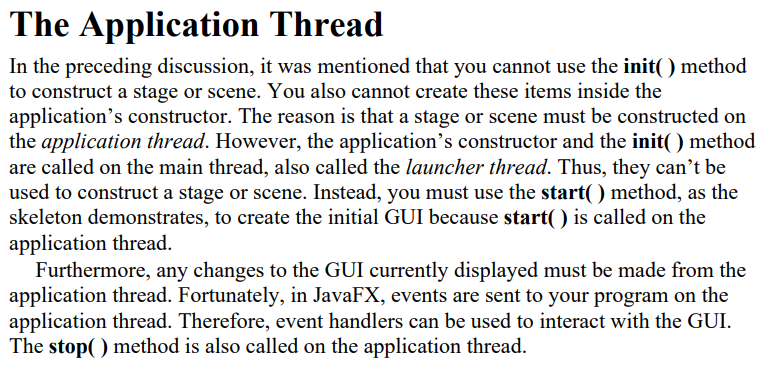 The Application Thread
In the preceding discussion, it was mentioned that you cannot use the init( ) method
to construct a stage or scene. You also cannot create these items inside the
application’s constructor. The reason is that a stage or scene must be constructed on
the application thread. However, the application’s constructor and the init( ) method
are called on the main thread, also called the launcher thread. Thus, they can’t be
used to construct a stage or scene. Instead, you must use the start( ) method, as the
skeleton demonstrates, to create the initial GUI because start( ) is called on the
application thread.
Furthermore, any changes to the GUI currently displayed must be made from the
application thread. Fortunately, in JavaFX, events are sent to your program on the
application thread. Therefore, event handlers can be used to interact with the GUI.
The stop( ) method is also called on the application thread.